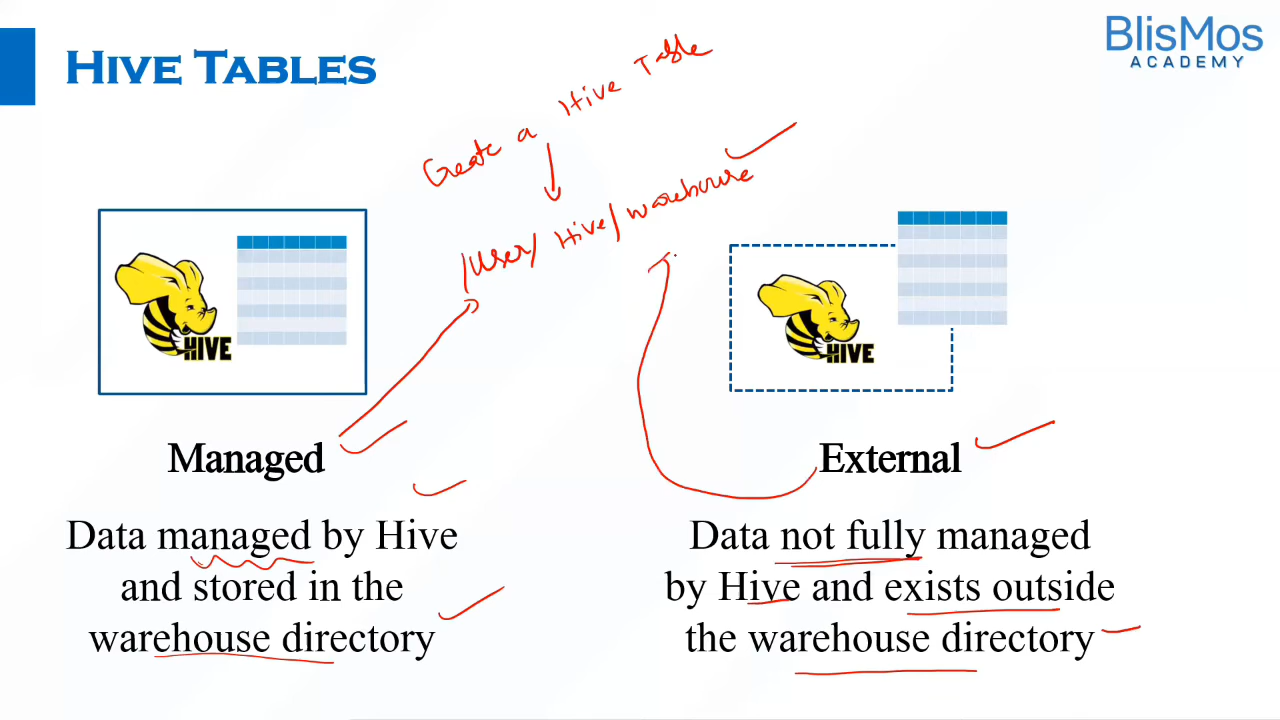 HIVE TABLES
BlisMos
ACADEMY
Create a Hive Table
/User/ Hive/warehouse
HIVE
HIVE
Managed
Data managed by Hive
and stored in the
warehouse directory
External
Data not fully managed
by Hive and exists outside
the warehouse directory